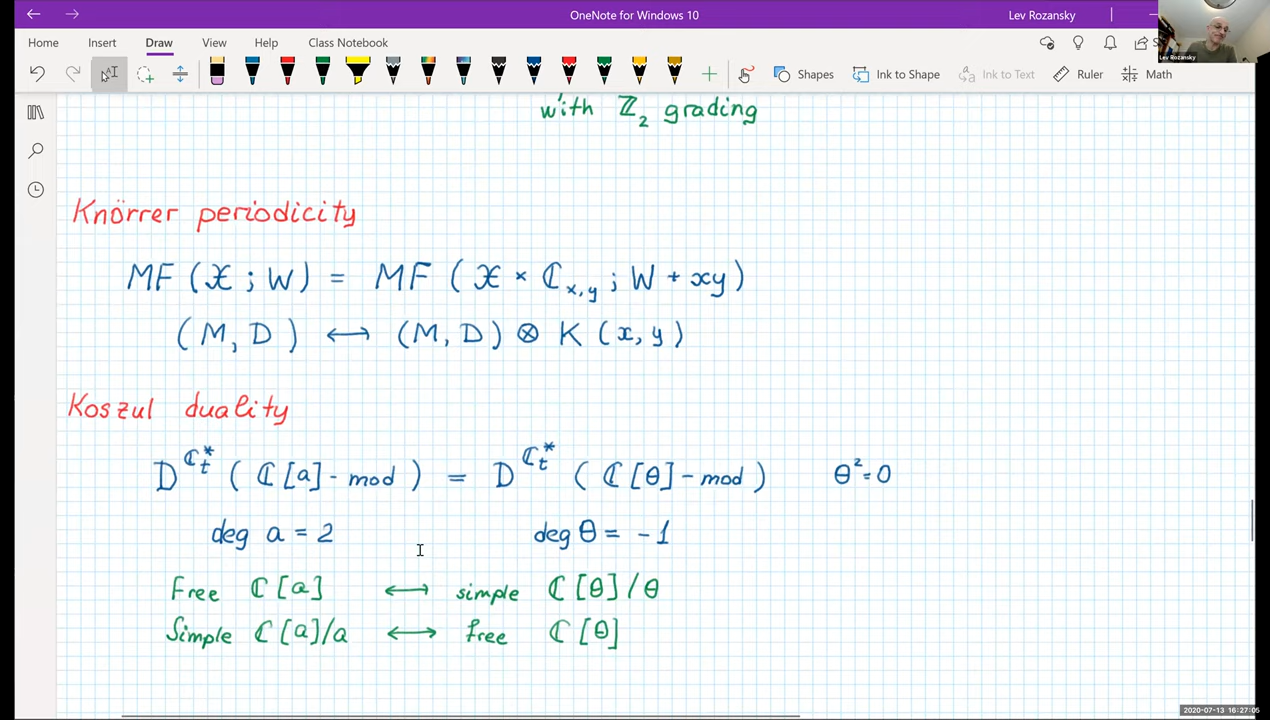 OneNote for Windows 10
Lev Rozansky
Home Insert Draw View Help Class Notebook
Shapes Ink to Shape Ink to Text Ruler Math
Lev Rozansky
with ℤ₂ grading
Knörrer periodicity
MF (𝒳 ; W) = MF (𝒳 × ℂ_{x,y} ; W + xy)
(M, D) ⟷ (M, D) ⊗ K (x, y)
Koszul duality
D^{ℂ*_t} (ℂ[a] - mod) = D^{ℂ*_t} (ℂ[θ] - mod) θ² = 0
deg a = 2 deg θ = -1
Free ℂ[a] ⟷ simple ℂ[θ]/θ
Simple ℂ[a]/a ⟷ free ℂ[θ]
2020-07-13 16:27:05